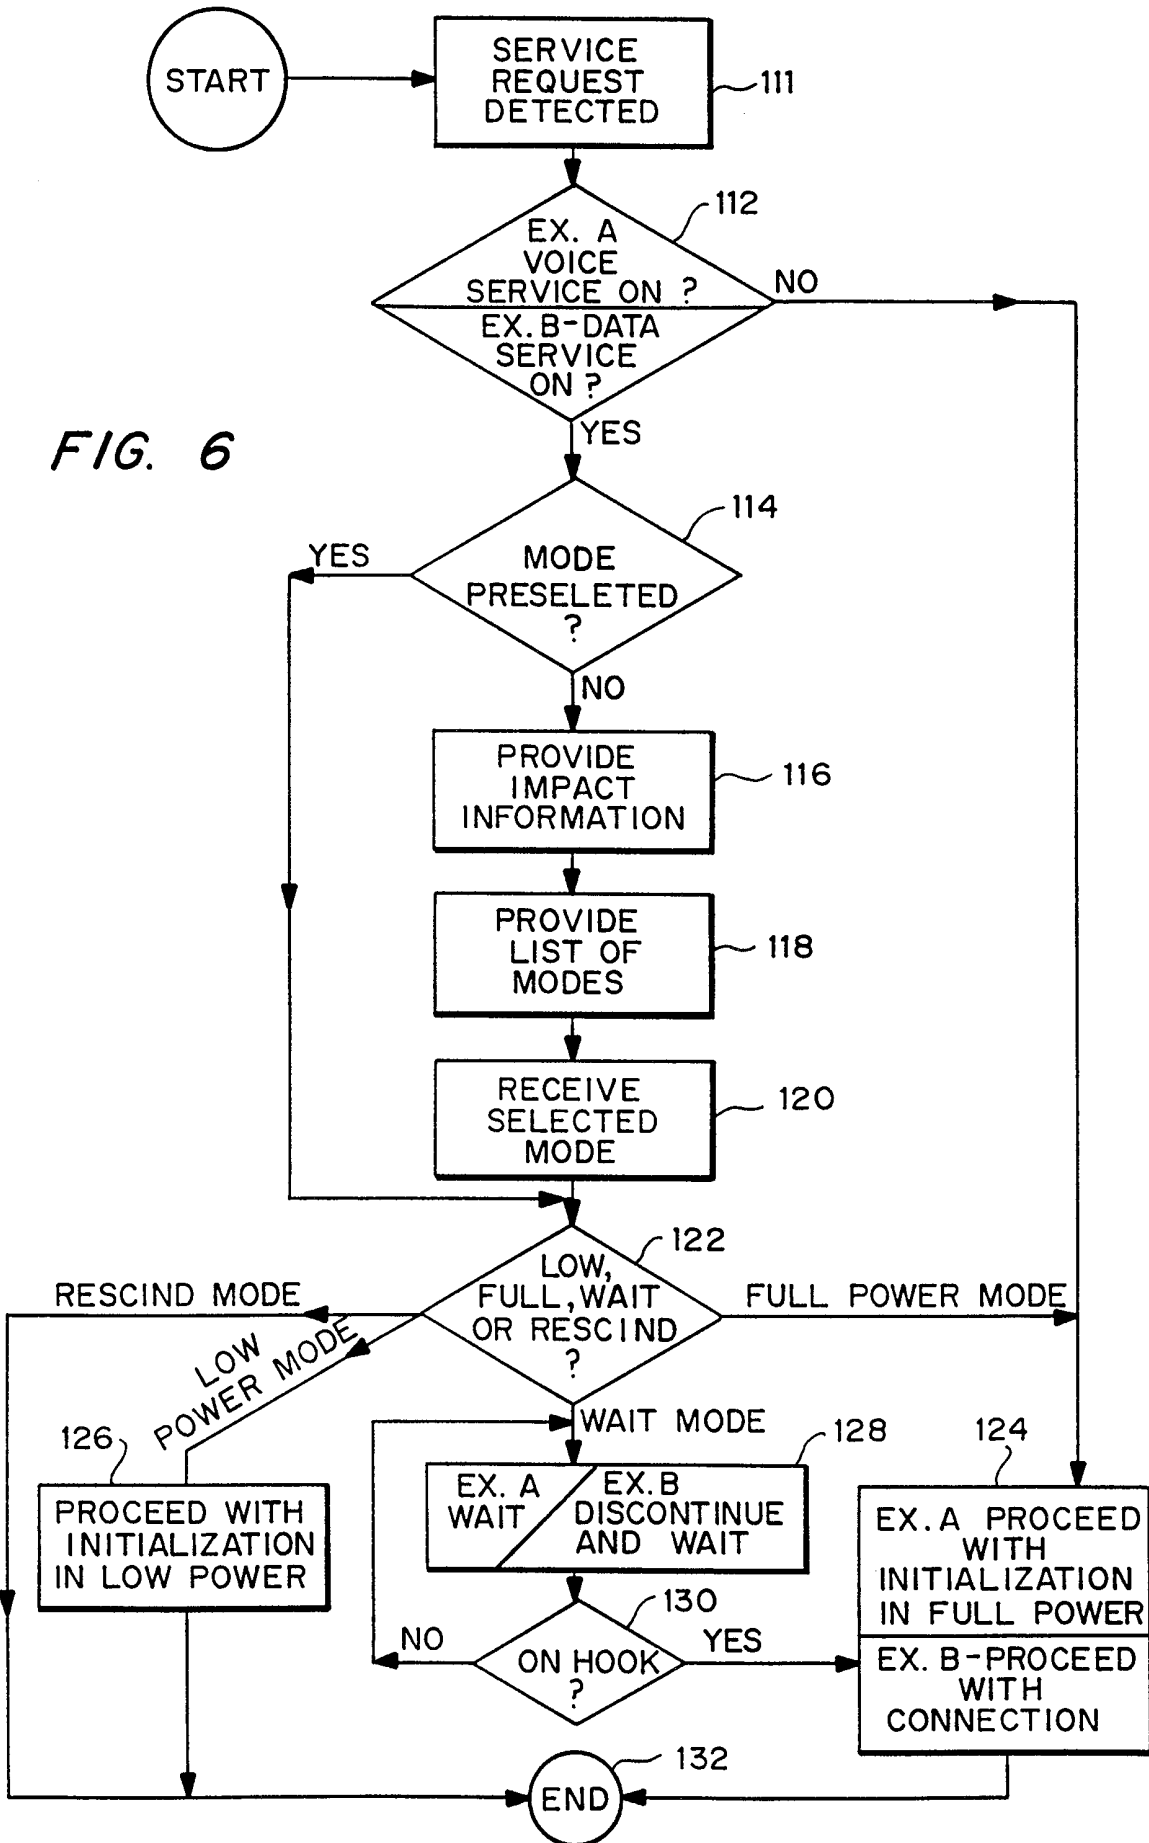 START
SERVICE
REQUEST
DETECTED
111
112
EX. A
VOICE
SERVICE ON ?
NO
EX. B-DATA
SERVICE
ON ?
YES
FIG. 6
114
YES
MODE
PRESELETED
?
NO
PROVIDE
IMPACT
INFORMATION
116
PROVIDE
LIST OF
MODES
118
RECEIVE
SELECTED
MODE
120
122
LOW,
FULL, WAIT
OR RESCIND
?
RESCIND MODE
FULL POWER MODE
LOW
POWER MODE
WAIT MODE
126
128
124
PROCEED WITH
INITIALIZATION
IN LOW POWER
EX. A
WAIT
EX. B
DISCONTINUE
AND WAIT
EX. A PROCEED
WITH
INITIALIZATION
IN FULL POWER
130
NO
ON HOOK
?
YES
EX. B-PROCEED
WITH
CONNECTION
132
END